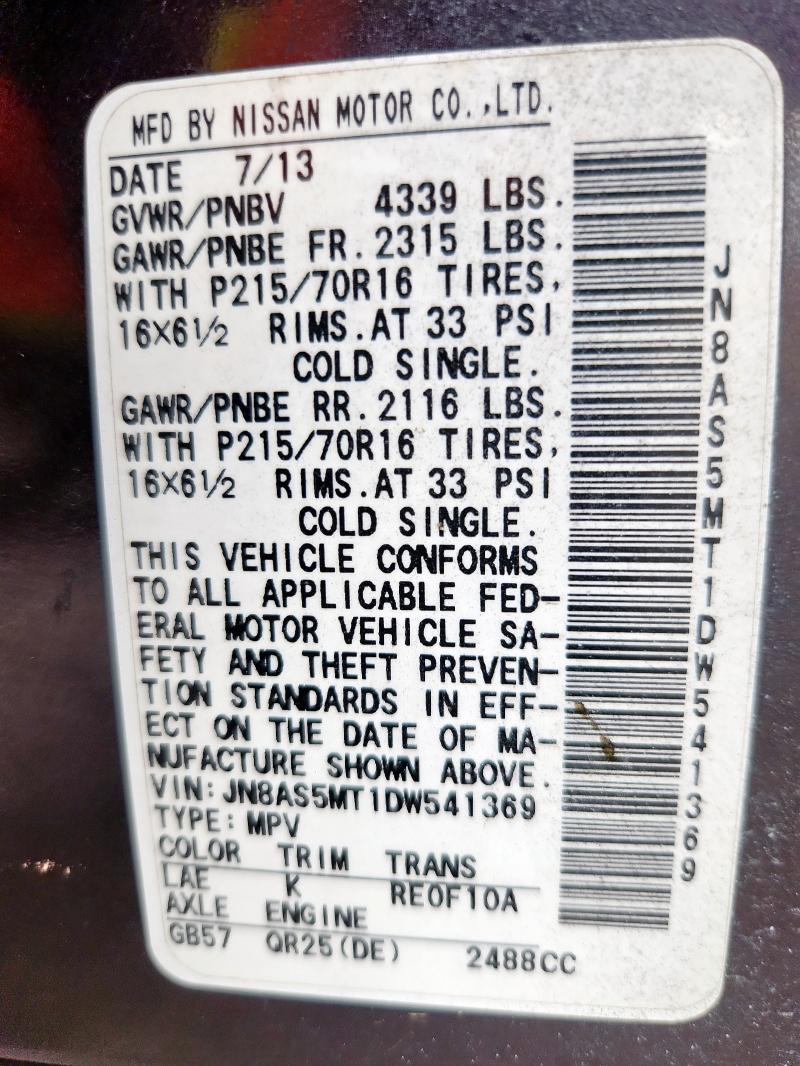 MFD BY NISSAN MOTOR CO.,LTD.
DATE 7/13
GVWR/PNBV 4339 LBS.
GAWR/PNBE FR. 2315 LBS.
WITH P215/70R16 TIRES,
16X6½ RIMS.AT 33 PSI
COLD SINGLE.
GAWR/PNBE RR. 2116 LBS.
WITH P215/70R16 TIRES,
16X6½ RIMS.AT 33 PSI
COLD SINGLE.
THIS VEHICLE CONFORMS
TO ALL APPLICABLE FED-
ERAL MOTOR VEHICLE SA-
FETY AND THEFT PREVEN-
TION STANDARDS IN EFF-
ECT ON THE DATE OF MA-
NUFACTURE SHOWN ABOVE.
VIN: JN8AS5MT1DW541369
TYPE: MPV
COLOR TRIM TRANS
LAE K RE0F10A
AXLE ENGINE
GB57 QR25(DE) 2488CC
JN8AS5MT1DW541369